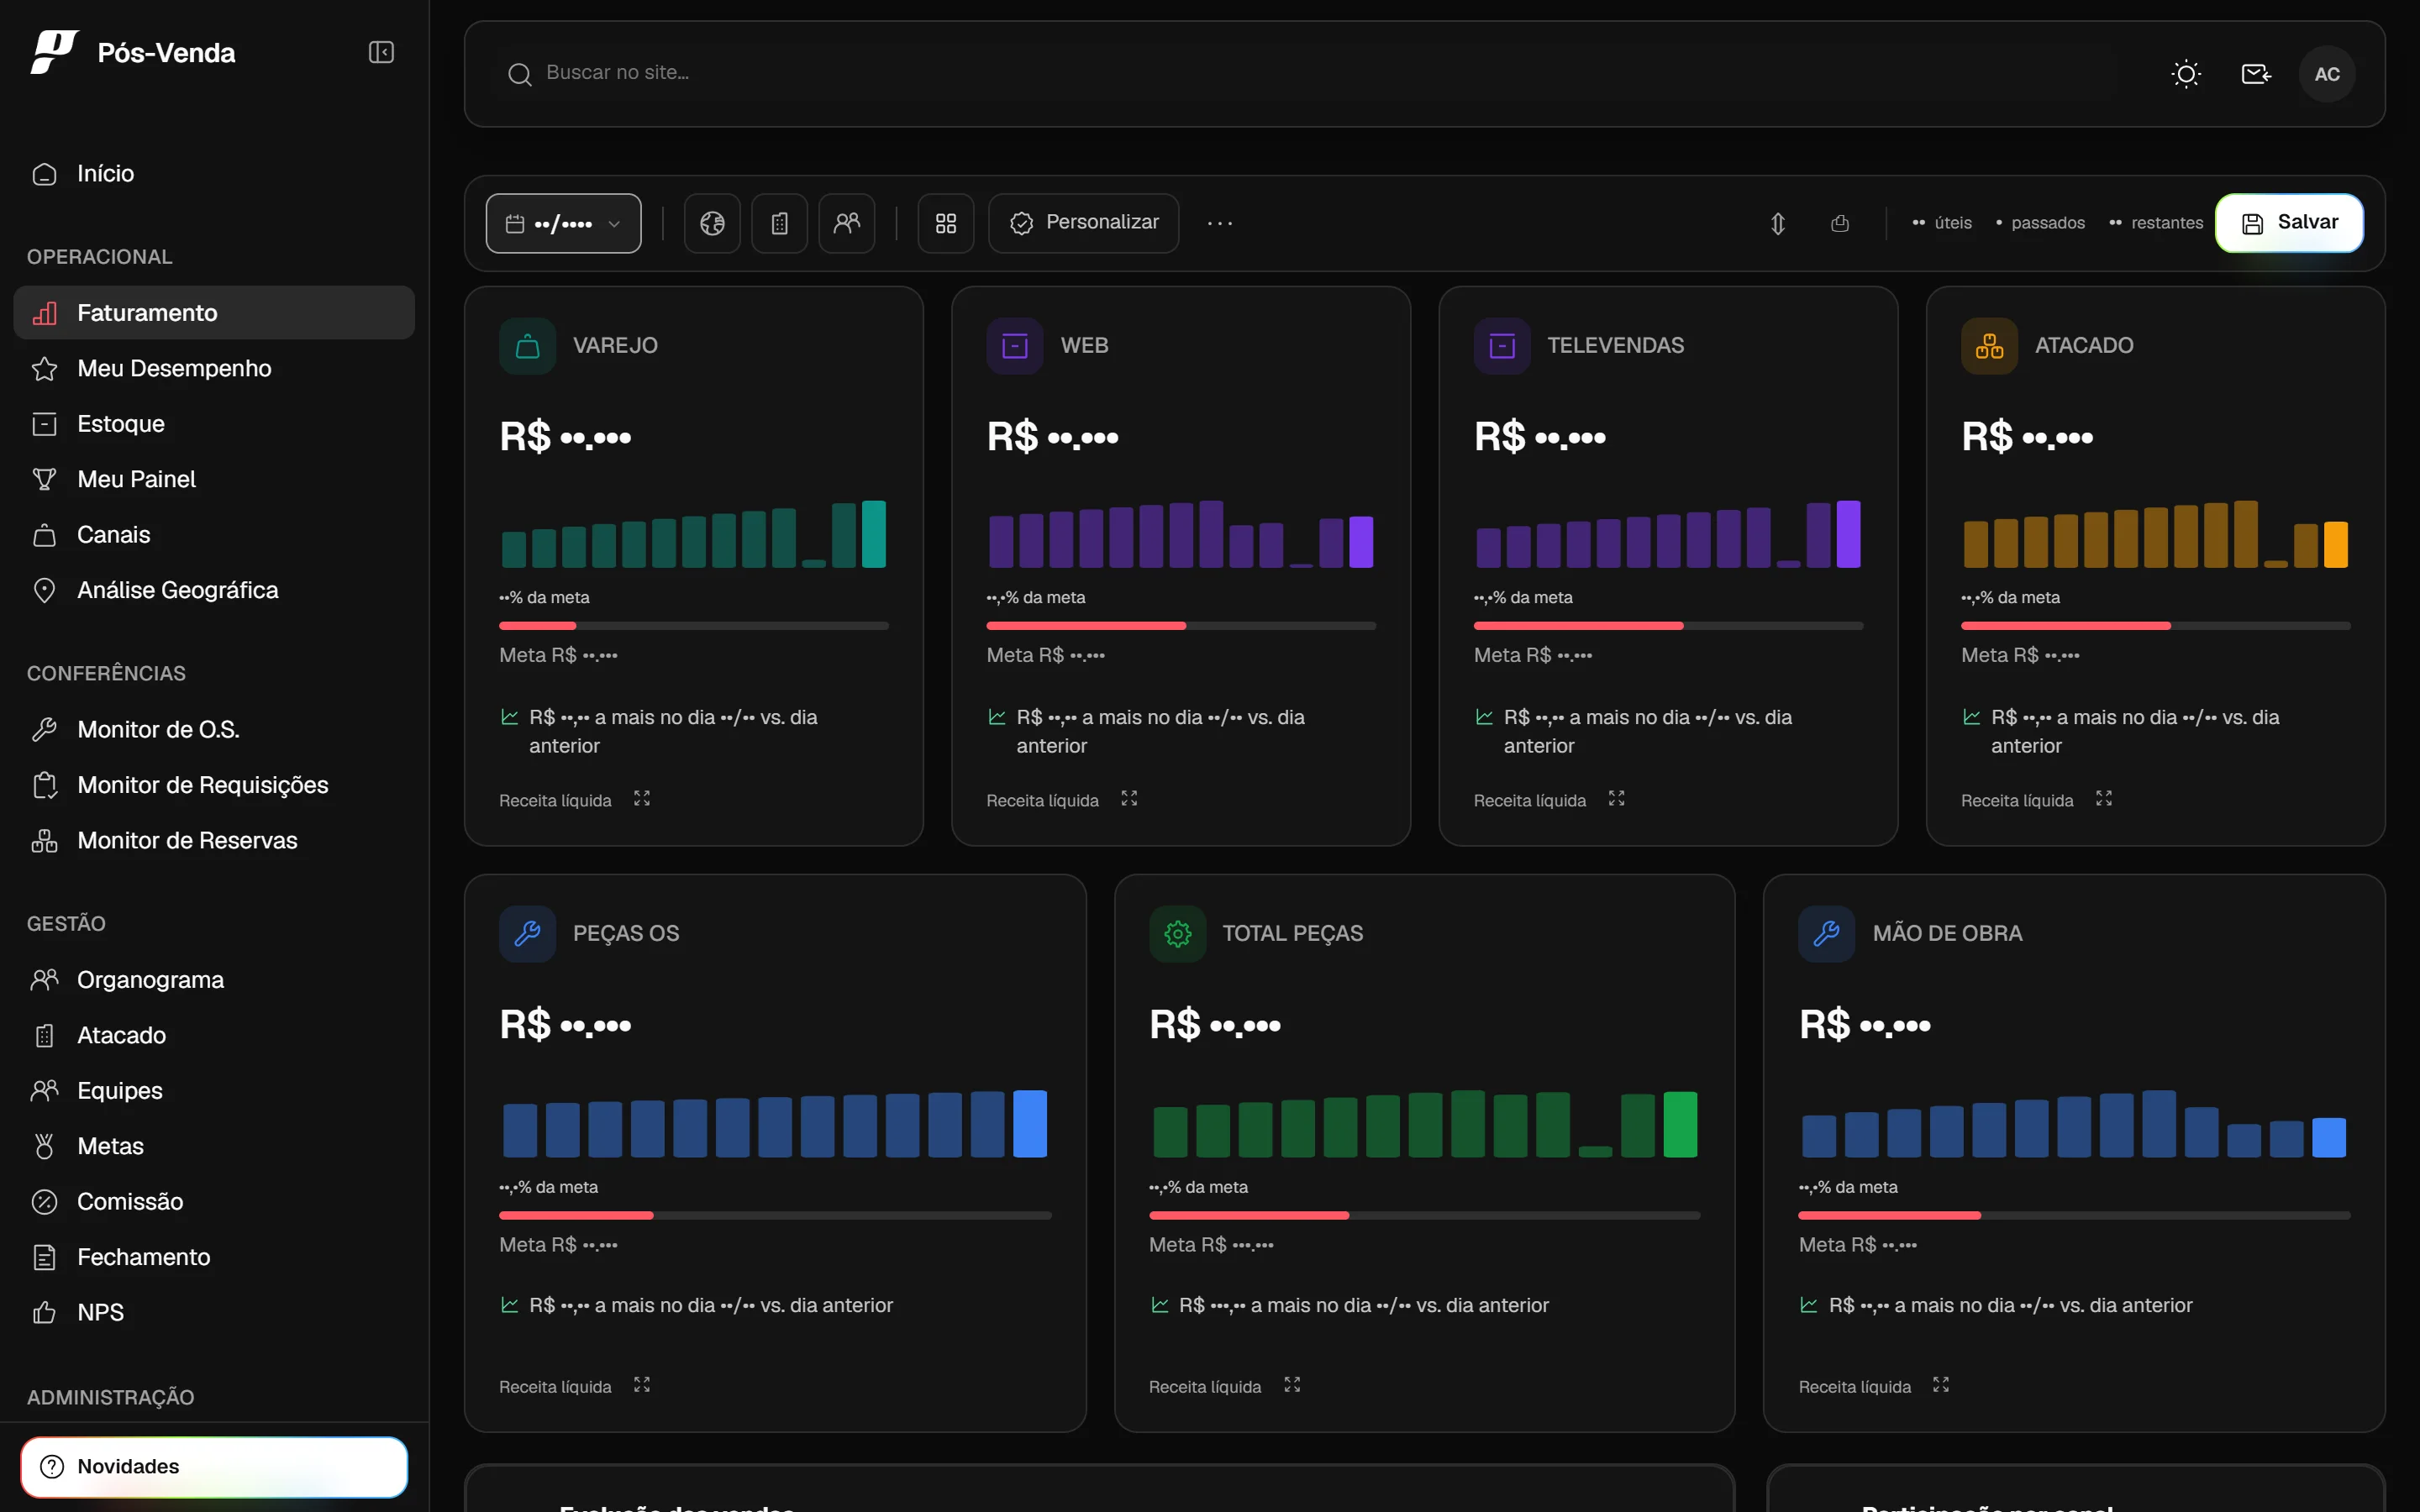 Pós-Venda
Início
OPERACIONAL
Faturamento
Meu Desempenho
Estoque
Meu Painel
Canais
Análise Geográfica
CONFERÊNCIAS
Monitor de O.S.
Monitor de Requisições
Monitor de Reservas
GESTÃO
Organograma
Atacado
Equipes
Metas
Comissão
Fechamento
NPS
ADMINISTRAÇÃO
Novidades
Buscar no site...
AC
••/••••
Personalizar
•• úteis • passados •• restantes
Salvar
VAREJO
R$ ••.•••
••% da meta
Meta R$ ••.•••
R$ ••,•• a mais no dia ••/•• vs. dia
anterior
Receita líquida
WEB
R$ ••.•••
••,•% da meta
Meta R$ ••.•••
R$ ••,•• a mais no dia ••/•• vs. dia
anterior
Receita líquida
TELEVENDAS
R$ ••.•••
••,•% da meta
Meta R$ ••.•••
R$ ••,•• a mais no dia ••/•• vs. dia
anterior
Receita líquida
ATACADO
R$ ••.•••
••,•% da meta
Meta R$ ••.•••
R$ ••,•• a mais no dia ••/•• vs. dia
anterior
Receita líquida
PEÇAS OS
R$ ••.•••
••,•% da meta
Meta R$ ••.•••
R$ ••,•• a mais no dia ••/•• vs. dia anterior
Receita líquida
TOTAL PEÇAS
R$ ••.•••
••,•% da meta
Meta R$ •••.•••
R$ •••,•• a mais no dia ••/•• vs. dia anterior
Receita líquida
MÃO DE OBRA
R$ ••.•••
••,•% da meta
Meta R$ ••.•••
R$ ••,•• a mais no dia ••/•• vs. dia anterior
Receita líquida
Evolução das vendas
Participação por canal